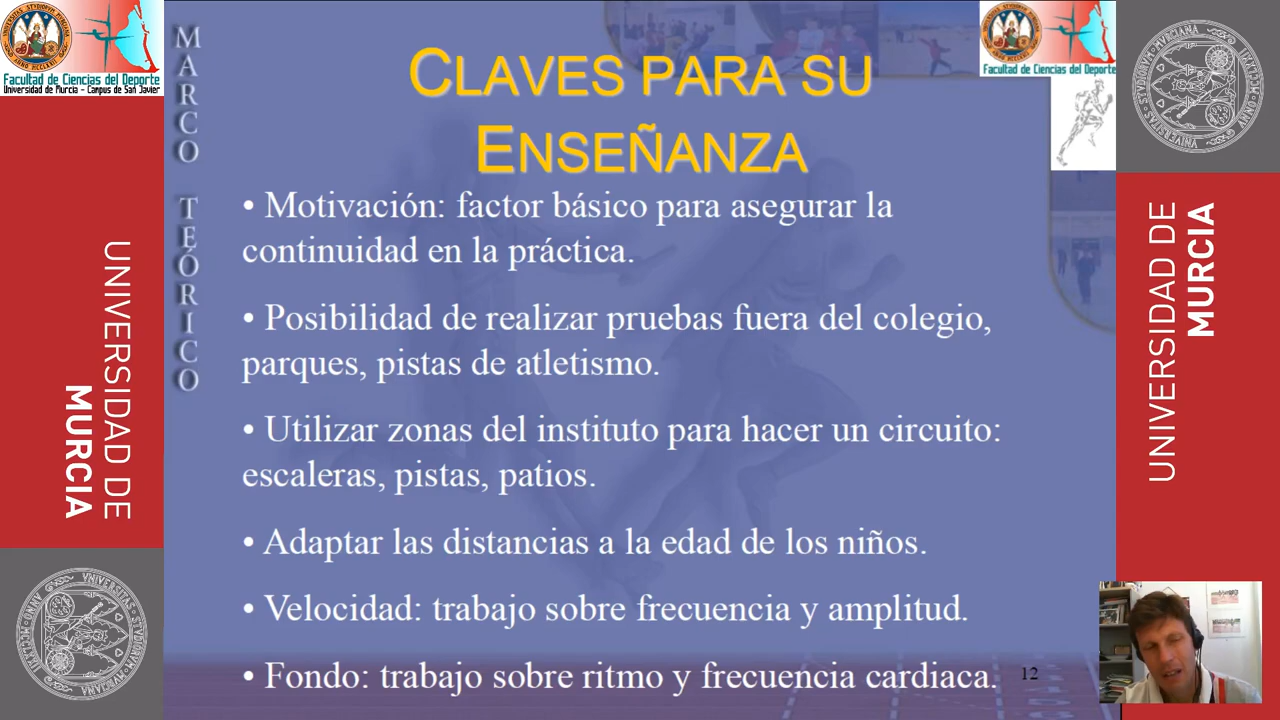 Facultad de Ciencias del Deporte
Universidad de Murcia - Campus de San Javier
MARCO TEÓRICO
CLAVES PARA SU
ENSEÑANZA
• Motivación: factor básico para asegurar la
continuidad en la práctica.
• Posibilidad de realizar pruebas fuera del colegio,
parques, pistas de atletismo.
• Utilizar zonas del instituto para hacer un circuito:
escaleras, pistas, patios.
• Adaptar las distancias a la edad de los niños.
• Velocidad: trabajo sobre frecuencia y amplitud.
• Fondo: trabajo sobre ritmo y frecuencia cardiaca.
12
Facultad de Ciencias del Deporte
UNIVERSIDAD DE
MURCIA
UNIVERSIDAD DE
MURCIA